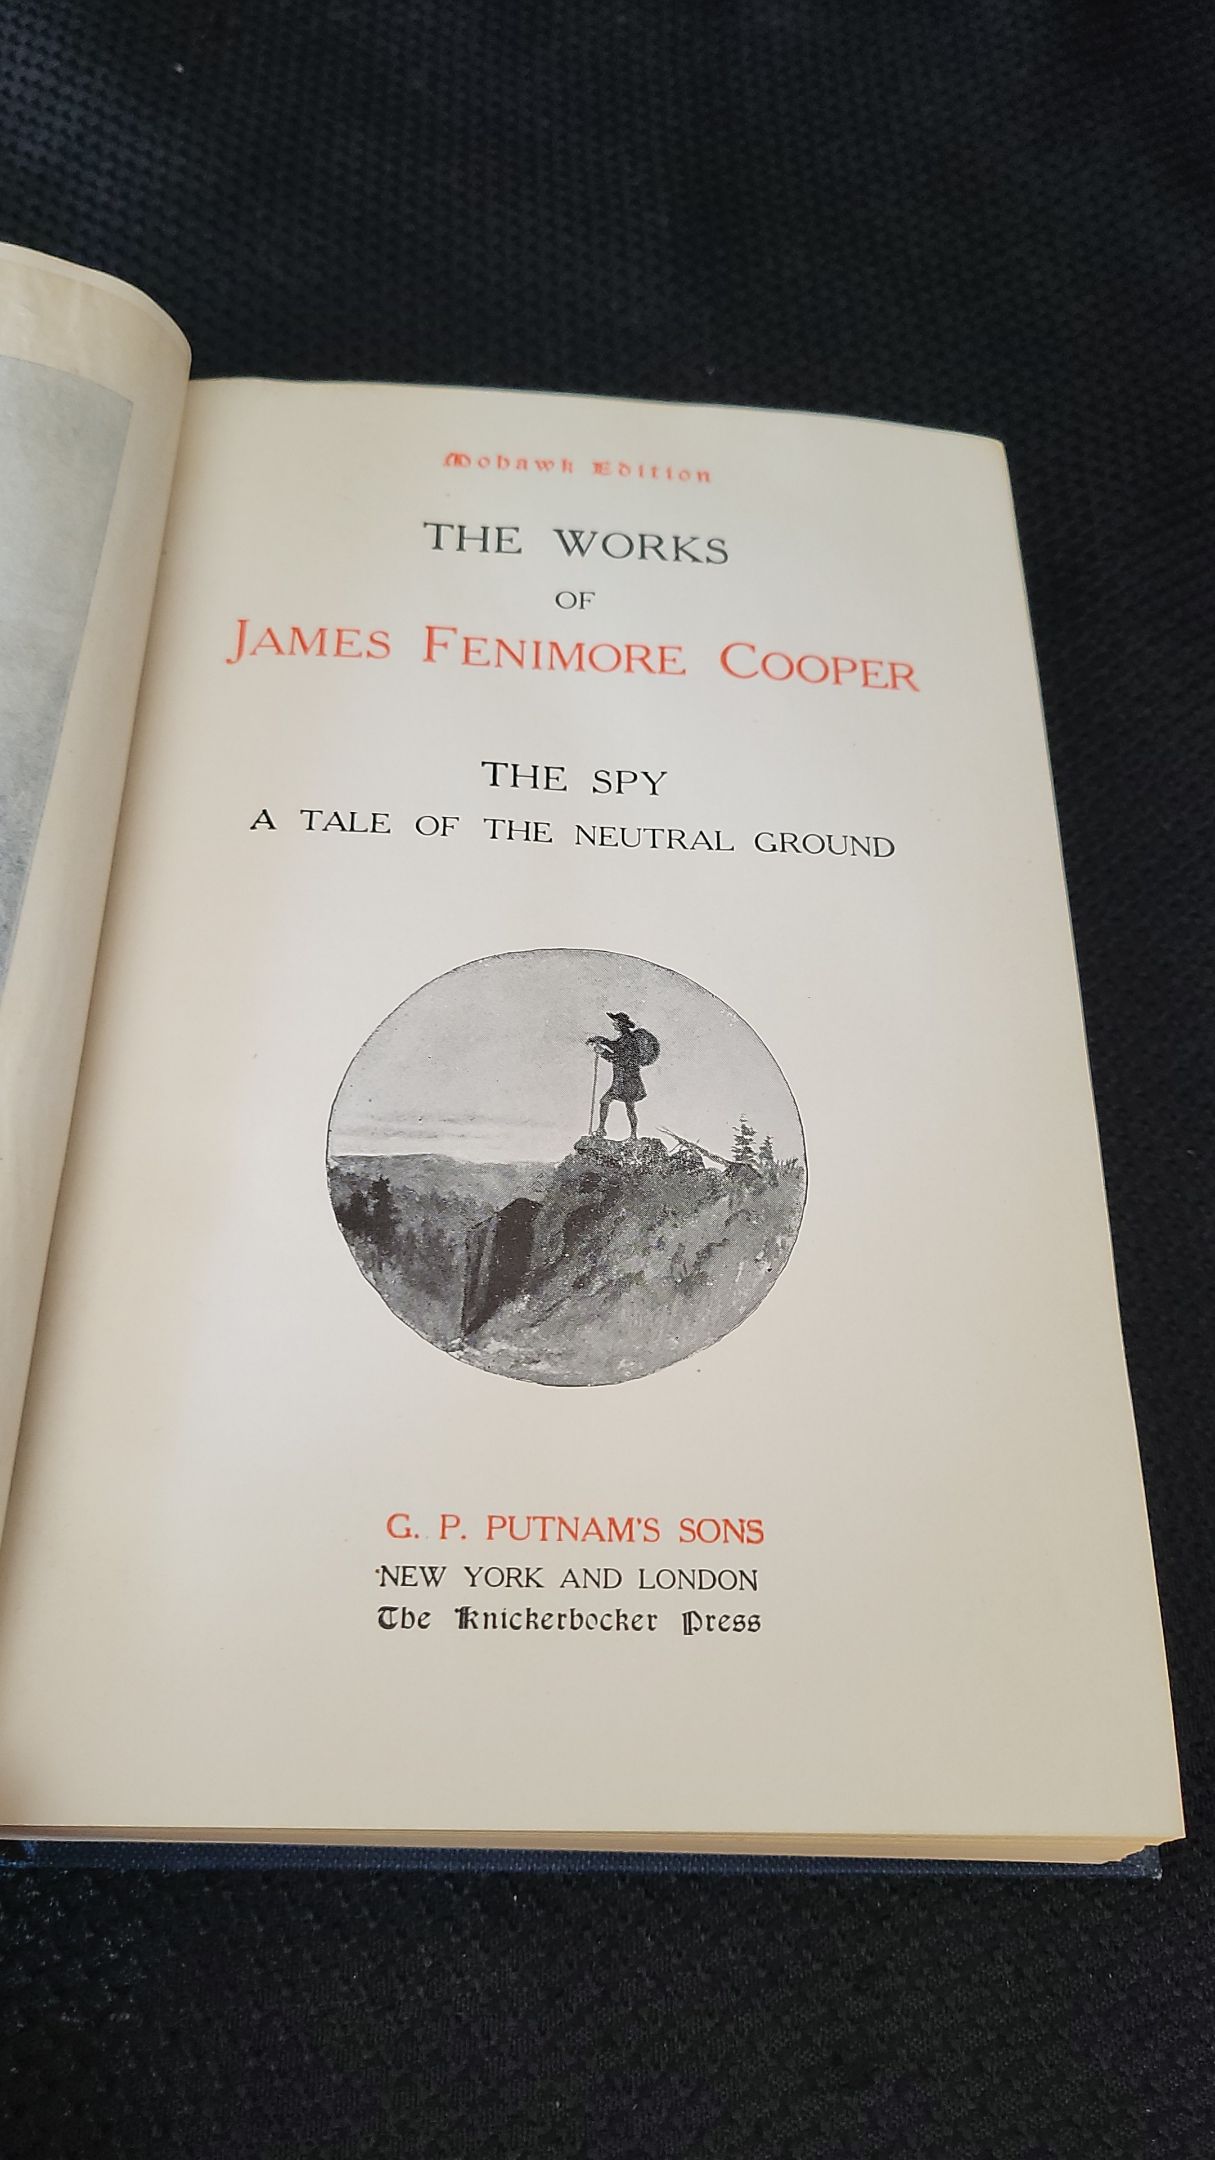 Mohawk Edition
THE WORKS
OF
JAMES FENIMORE COOPER
THE SPY
A TALE OF THE NEUTRAL GROUND
G. P. PUTNAM'S SONS
NEW YORK AND LONDON
The Knickerbocker Press